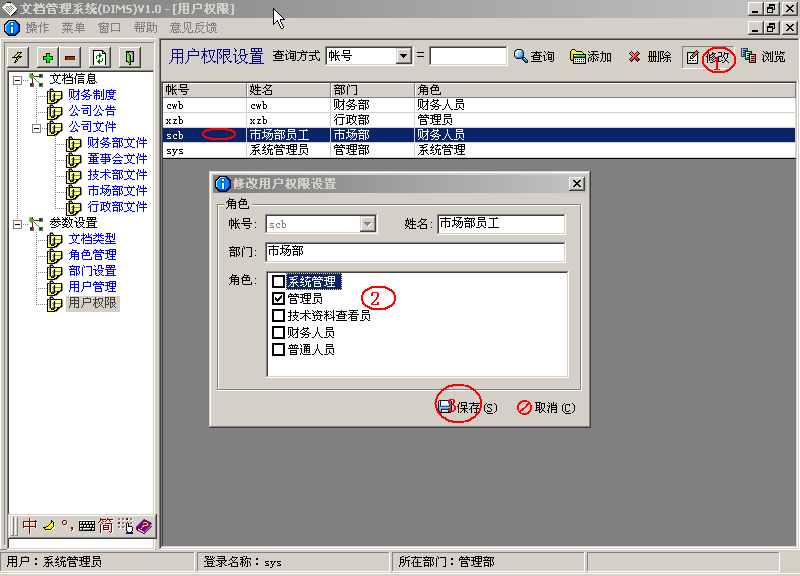 文档管理系统(DIMS)V1.0 - [用户权限]
操作 菜单 窗口 帮助 意见反馈
用户权限设置 查询方式 帐号 = 查询 添加 删除 修改 浏览
1
文档信息
财务制度
公司公告
公司文件
财务部文件
董事会文件
技术部文件
市场部文件
行政部文件
参数设置
文档类型
角色管理
部门设置
用户管理
用户权限
帐号 姓名 部门 角色
cwb cwb 财务部 财务人员
xzb xzb 行政部 管理员
scb 市场部员工 市场部 财务人员
sys 系统管理员 管理部 系统管理
修改用户权限设置
角色
帐号: scb 姓名: 市场部员工
部门: 市场部
角色: 系统管理
管理员
2
技术资料查看员
财务人员
普通人员
3
保存(S) 取消(C)
中 简
用户：系统管理员 登录名称：sys 所在部门：管理部